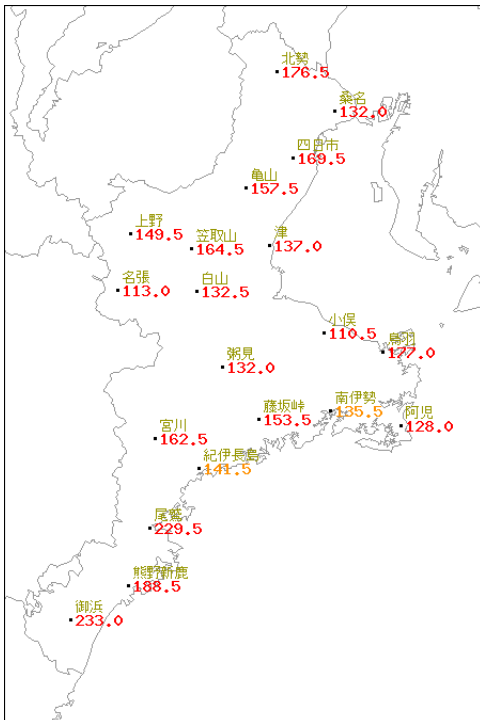 北勢
176.5
桑名
132.0
四日市
169.5
亀山
157.5
上野
149.5
笠取山
164.5
津
137.0
名張
113.0
白山
132.5
小俣
110.5
鳥羽
177.0
粥見
132.0
南伊勢
135.5
藤坂峠
153.5
阿児
128.0
宮川
162.5
紀伊長島
141.5
尾鷲
229.5
熊野新鹿
188.5
御浜
233.0